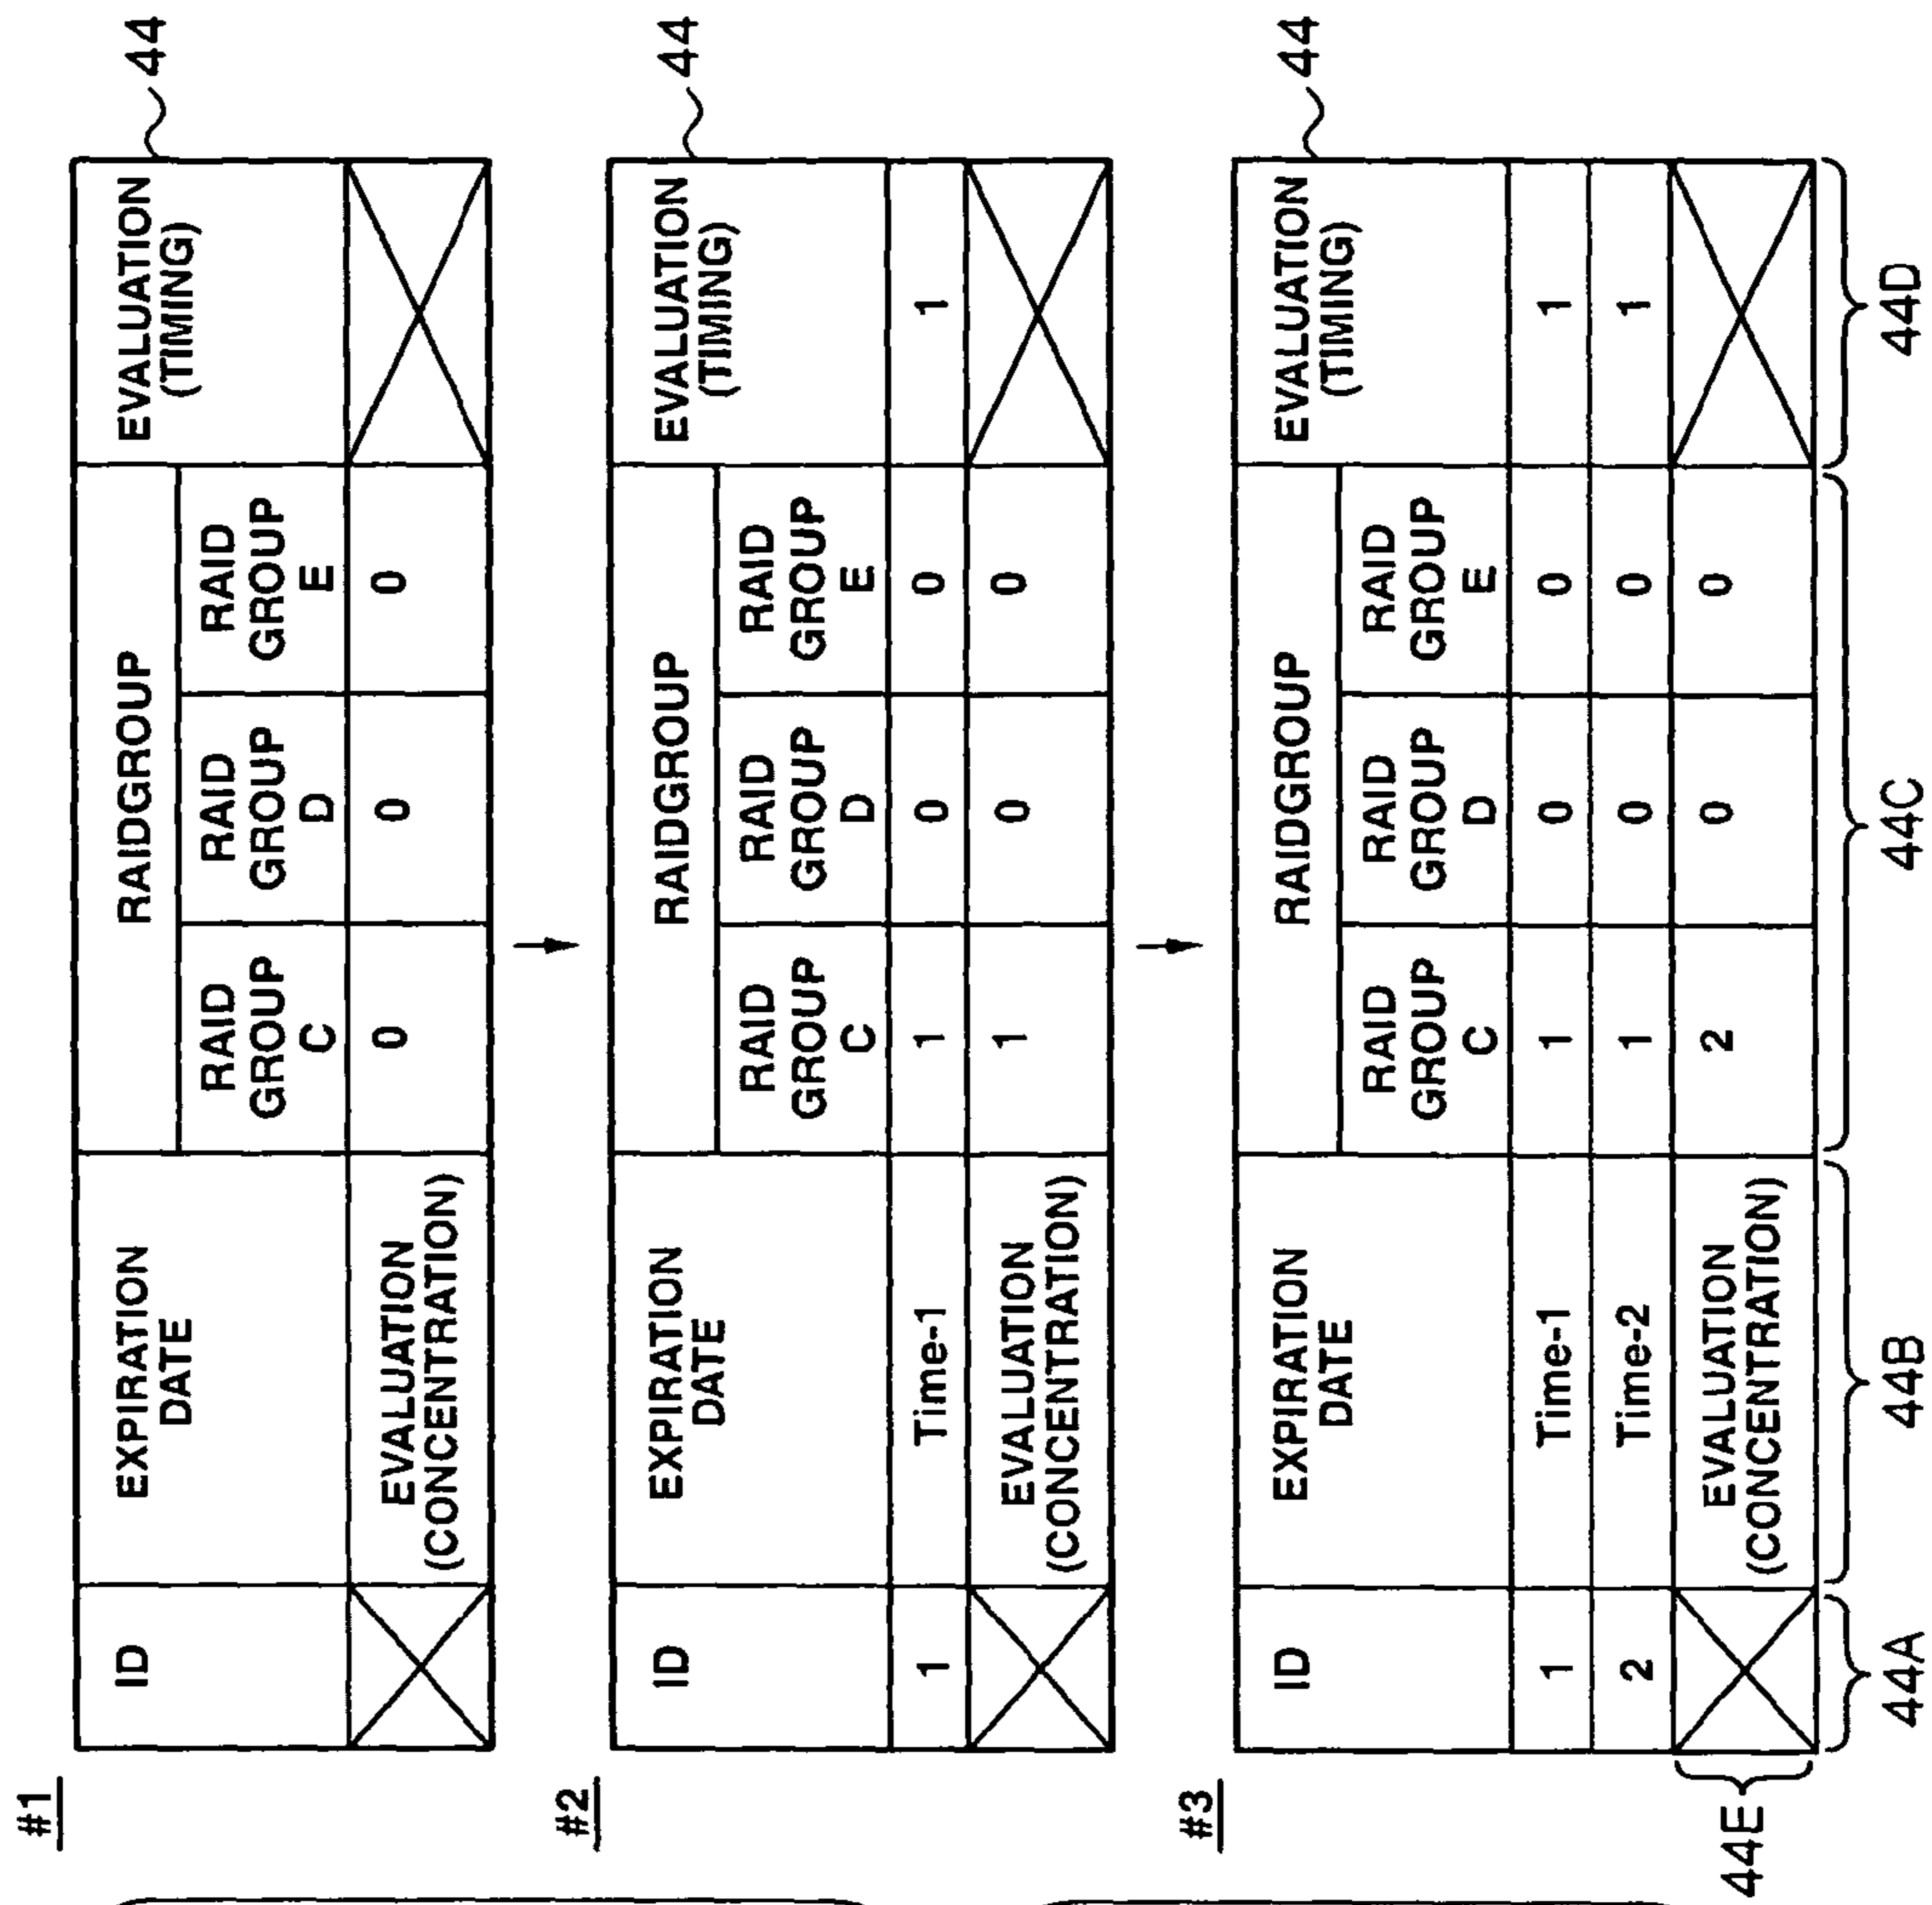 #1
44
ID
EXPIRATION
DATE
RAIDGROUP
EVALUATION
(TIMING)
RAID
GROUP
C
RAID
GROUP
D
RAID
GROUP
E
EVALUATION
(CONCENTRATION)
0
0
0
#2
44
ID
EXPIRATION
DATE
RAIDGROUP
EVALUATION
(TIMING)
RAID
GROUP
C
RAID
GROUP
D
RAID
GROUP
E
1
Time-1
1
0
0
1
EVALUATION
(CONCENTRATION)
1
0
0
#3
44
ID
EXPIRATION
DATE
RAIDGROUP
EVALUATION
(TIMING)
RAID
GROUP
C
RAID
GROUP
D
RAID
GROUP
E
1
Time-1
1
0
0
1
2
Time-2
1
0
0
1
44E
EVALUATION
(CONCENTRATION)
2
0
0
44A
44B
44C
44D